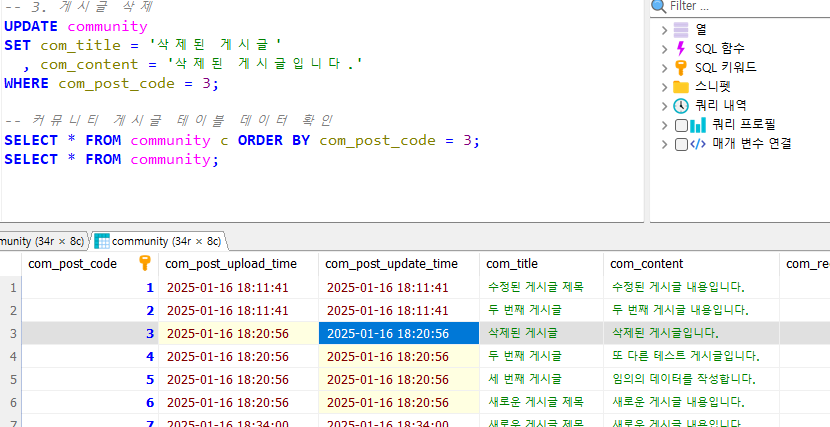 -- 3. 게시글 삭제
UPDATE community
SET com_title = '삭제된 게시글'
, com_content = '삭제된 게시글입니다.'
WHERE com_post_code = 3;
-- 커뮤니티 게시글 테이블 데이터 확인
SELECT * FROM community c ORDER BY com_post_code = 3;
SELECT * FROM community;
Filter ...
열
SQL 함수
SQL 키워드
스니펫
쿼리 내역
쿼리 프로필
매개 변수 연결
munity (34r × 8c) community (34r × 8c)
com_post_code com_post_upload_time com_post_update_time com_title com_content com_re
1 1 2025-01-16 18:11:41 2025-01-16 18:11:41 수정된 게시글 제목 수정된 게시글 내용입니다.
2 2 2025-01-16 18:11:41 2025-01-16 18:11:41 두 번째 게시글 두 번째 게시글 내용입니다.
3 3 2025-01-16 18:20:56 2025-01-16 18:20:56 삭제된 게시글 삭제된 게시글입니다.
4 4 2025-01-16 18:20:56 2025-01-16 18:20:56 두 번째 게시글 또 다른 테스트 게시글입니다.
5 5 2025-01-16 18:20:56 2025-01-16 18:20:56 세 번째 게시글 임의의 데이터를 작성합니다.
6 6 2025-01-16 18:20:56 2025-01-16 18:20:56 새로운 게시글 제목 새로운 게시글 내용입니다.
7 7 2025-01-16 18:34:00 2025-01-16 18:34:00 새로운 게시글 제목 새로운 게시글 내용입니다.